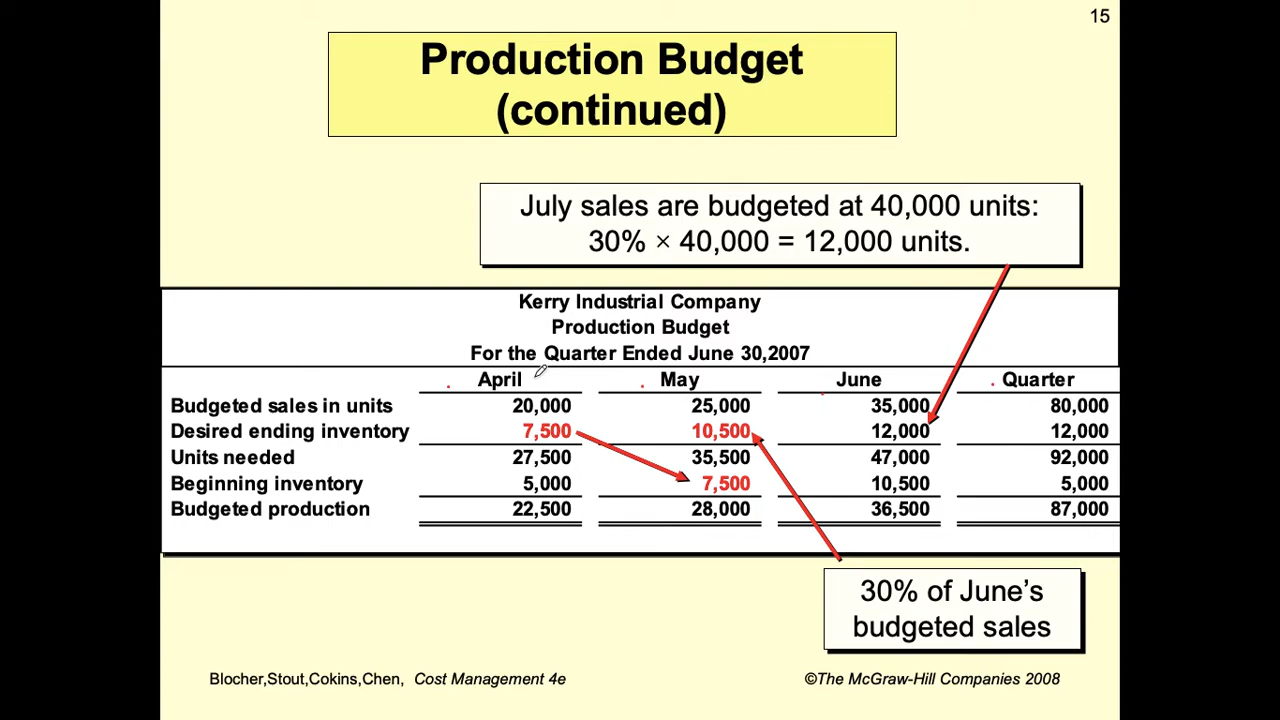 15
Production Budget
(continued)
July sales are budgeted at 40,000 units:
30% × 40,000 = 12,000 units.
Kerry Industrial Company
Production Budget
For the Quarter Ended June 30,2007
April May June Quarter
Budgeted sales in units 20,000 25,000 35,000 80,000
Desired ending inventory 7,500 10,500 12,000 12,000
Units needed 27,500 35,500 47,000 92,000
Beginning inventory 5,000 7,500 10,500 5,000
Budgeted production 22,500 28,000 36,500 87,000
30% of June’s
budgeted sales
Blocher,Stout,Cokins,Chen, Cost Management 4e ©The McGraw-Hill Companies 2008